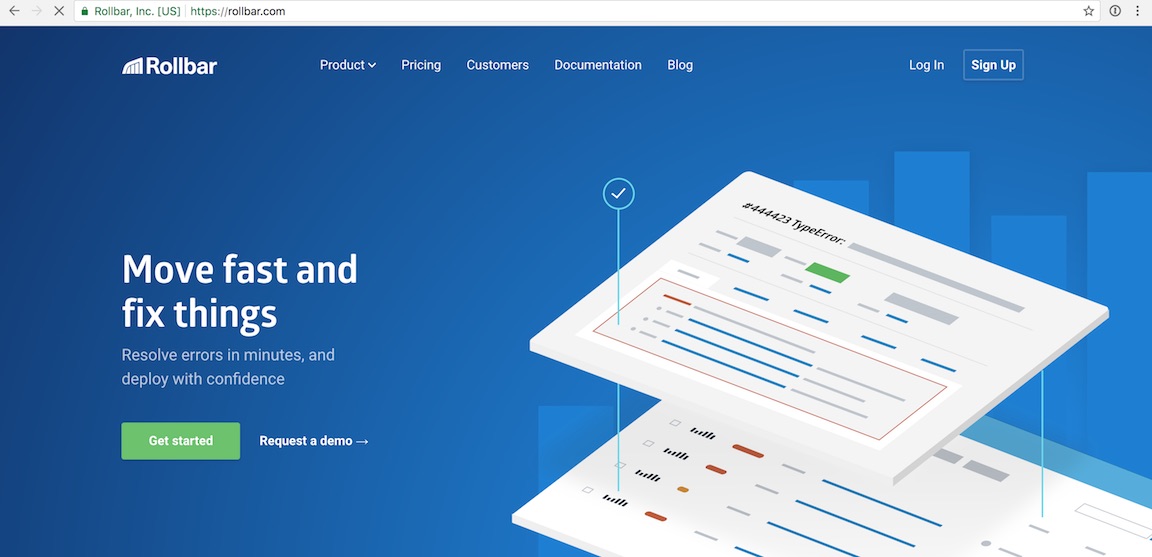 Rollbar, Inc. [US] https://rollbar.com
Rollbar Product Pricing Customers Documentation Blog Log In Sign Up
#444423 TypeError:
Move fast and
fix things
Resolve errors in minutes, and
deploy with confidence
Get started Request a demo →